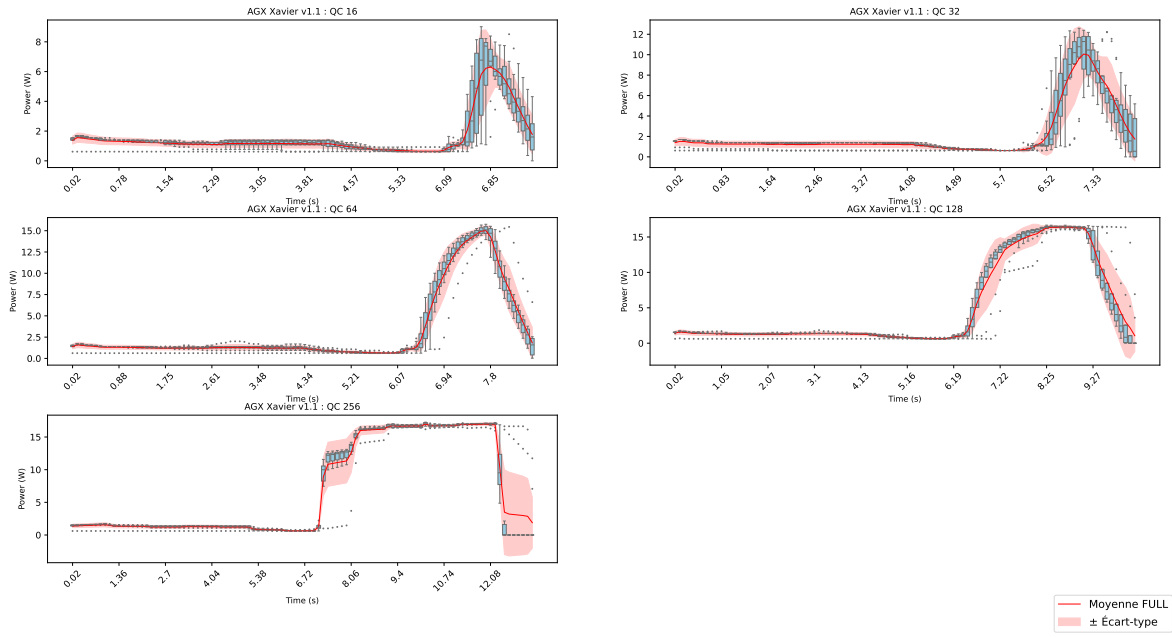 AGX Xavier v1.1 : QC 16
Power (W)
8
6
4
2
0
0.02 0.78 1.54 2.29 3.05 3.81 4.57 5.33 6.09 6.85
Time (s)
AGX Xavier v1.1 : QC 32
Power (W)
12
10
8
6
4
2
0
0.02 0.83 1.64 2.46 3.27 4.08 4.89 5.7 6.52 7.33
Time (s)
AGX Xavier v1.1 : QC 64
Power (W)
15.0
12.5
10.0
7.5
5.0
2.5
0.0
0.02 0.88 1.75 2.61 3.48 4.34 5.21 6.07 6.94 7.8
Time (s)
AGX Xavier v1.1 : QC 128
Power (W)
15
10
5
0
0.02 1.05 2.07 3.1 4.13 5.16 6.19 7.22 8.25 9.27
Time (s)
AGX Xavier v1.1 : QC 256
Power (W)
15
10
5
0
0.02 1.36 2.7 4.04 5.38 6.72 8.06 9.4 10.74 12.08
Time (s)
Moyenne FULL
± Écart-type